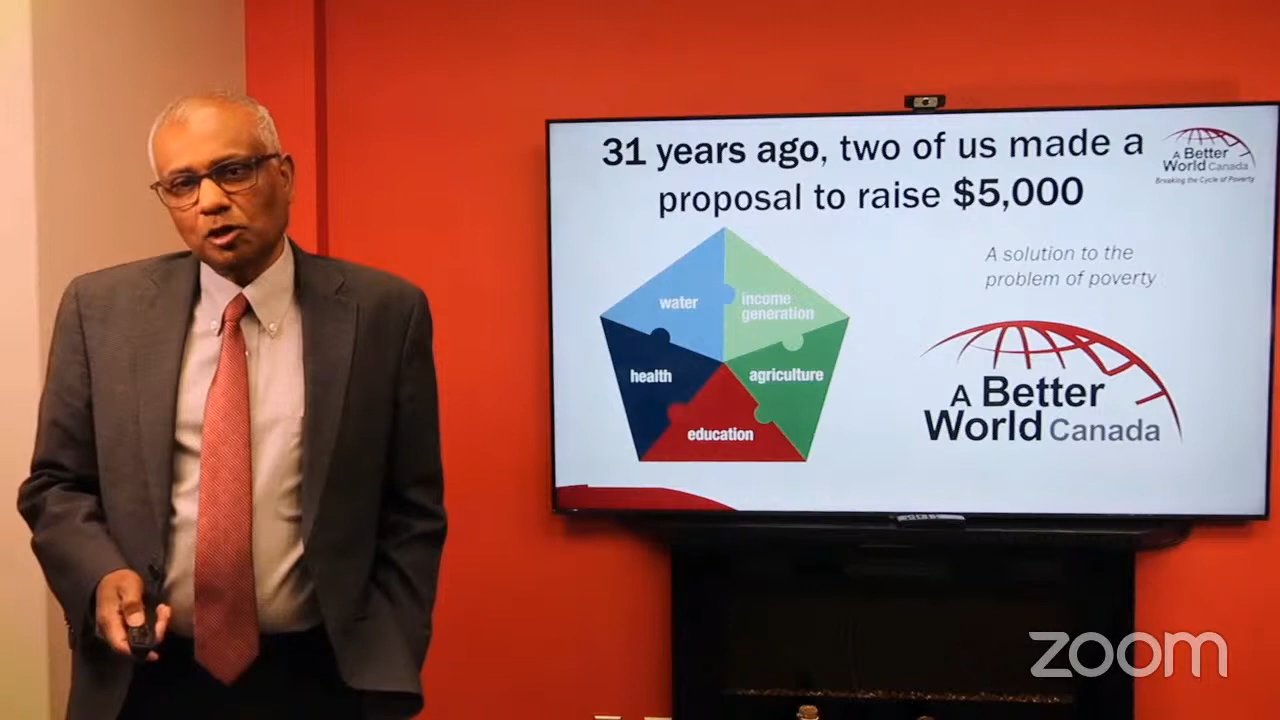 31 years ago, two of us made a
proposal to raise $5,000
A Better
World Canada
Breaking the Cycle of Poverty
A solution to the
problem of poverty
water
income
generation
health
agriculture
education
A Better
World Canada
zoom